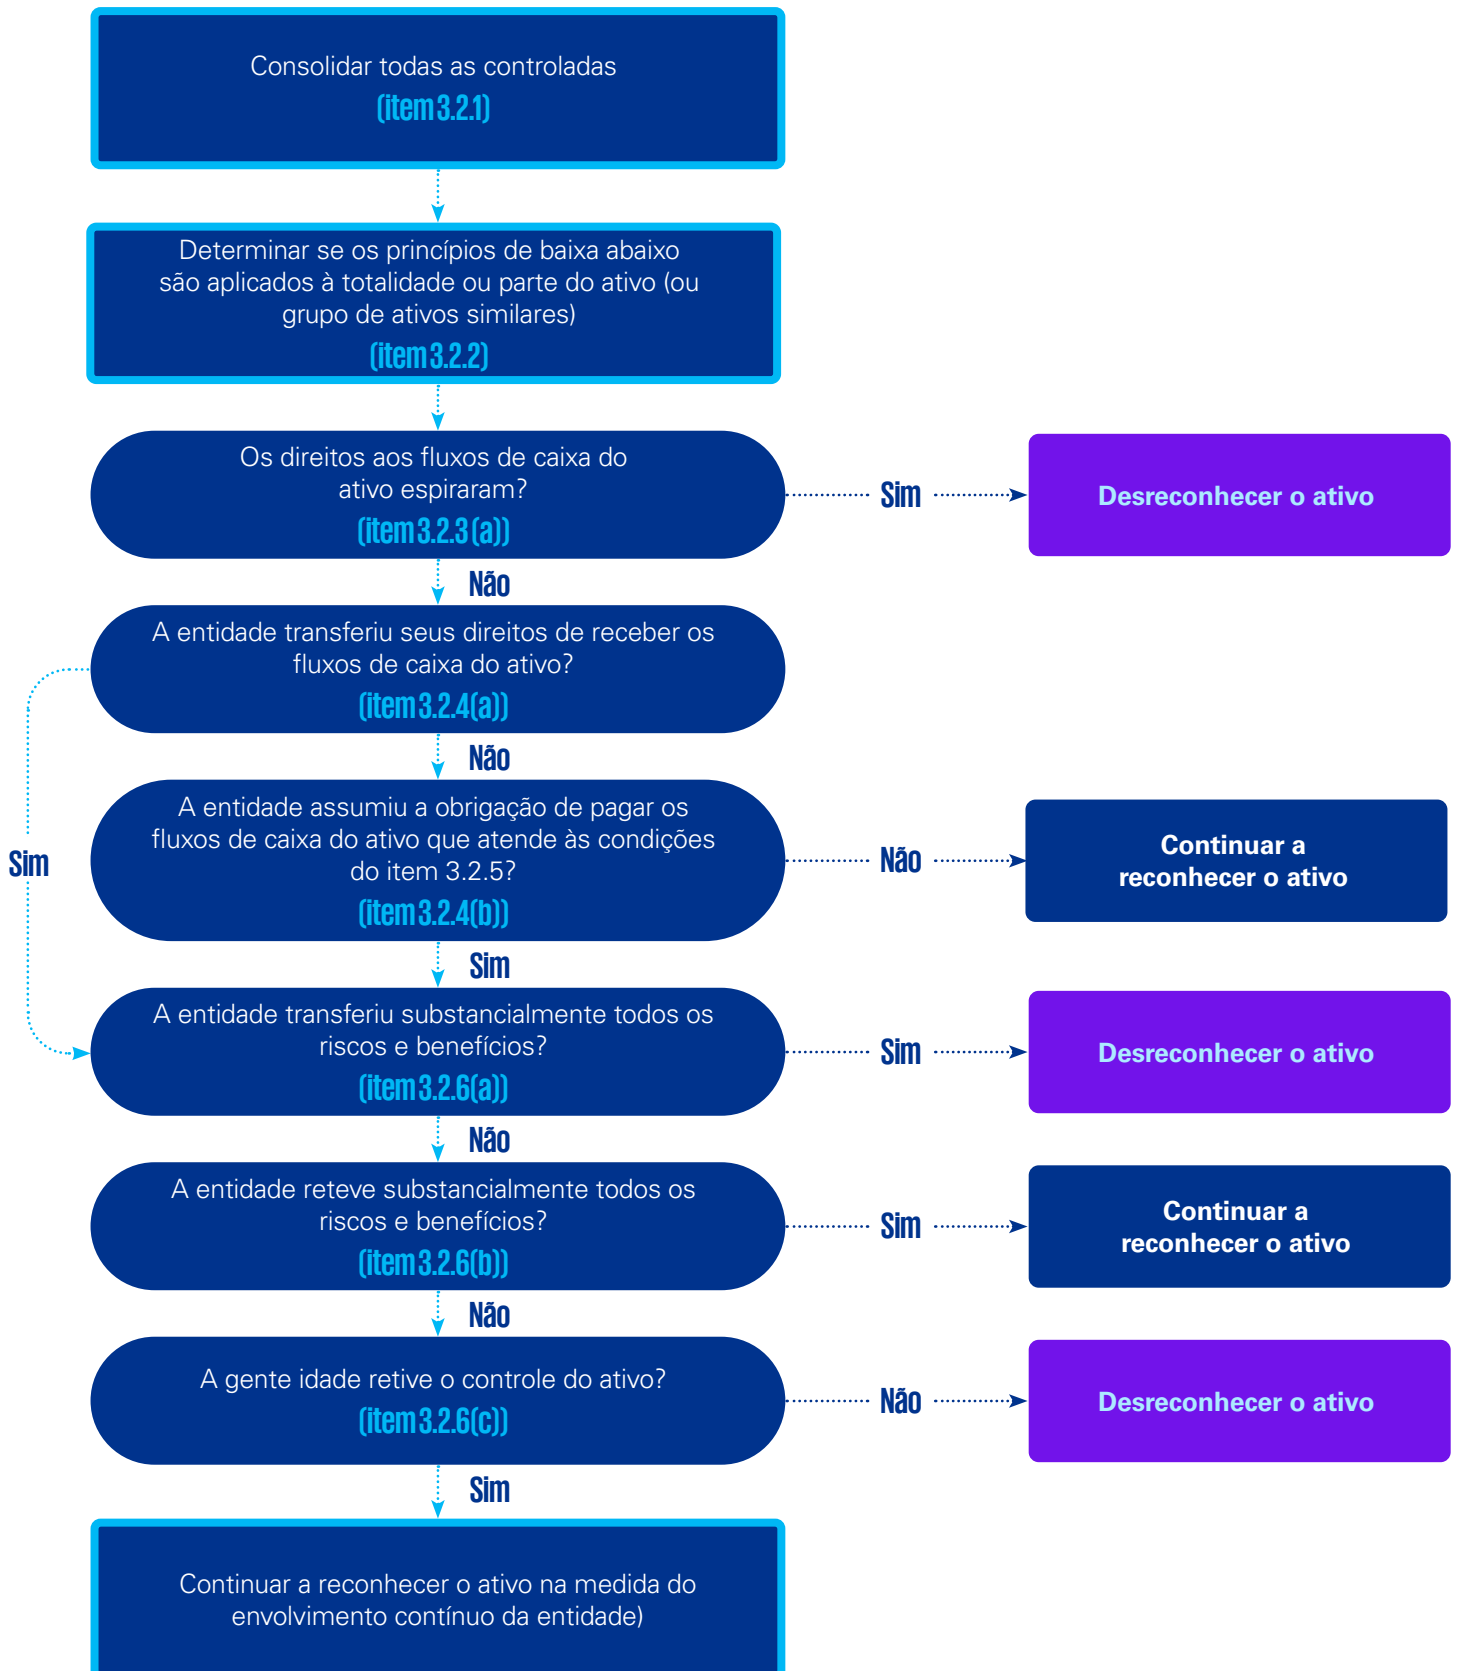 Consolidar todas as controladas
(item 3.2.1)
Determinar se os princípios de baixa abaixo
são aplicados à totalidade ou parte do ativo (ou
grupo de ativos similares)
(item 3.2.2)
Os direitos aos fluxos de caixa do
ativo espiraram?
(item 3.2.3 (a))
Sim
Desreconhecer o ativo
Não
A entidade transferiu seus direitos de receber os
fluxos de caixa do ativo?
(item 3.2.4(a))
Não
Sim
A entidade assumiu a obrigação de pagar os
fluxos de caixa do ativo que atende às condições
do item 3.2.5?
(item 3.2.4(b))
Não
Continuar a
reconhecer o ativo
Sim
A entidade transferiu substancialmente todos os
riscos e benefícios?
(item 3.2.6(a))
Sim
Desreconhecer o ativo
Não
A entidade reteve substancialmente todos os
riscos e benefícios?
(item 3.2.6(b))
Sim
Continuar a
reconhecer o ativo
Não
A gente idade retive o controle do ativo?
(item 3.2.6(c))
Não
Desreconhecer o ativo
Sim
Continuar a reconhecer o ativo na medida do
envolvimento contínuo da entidade)